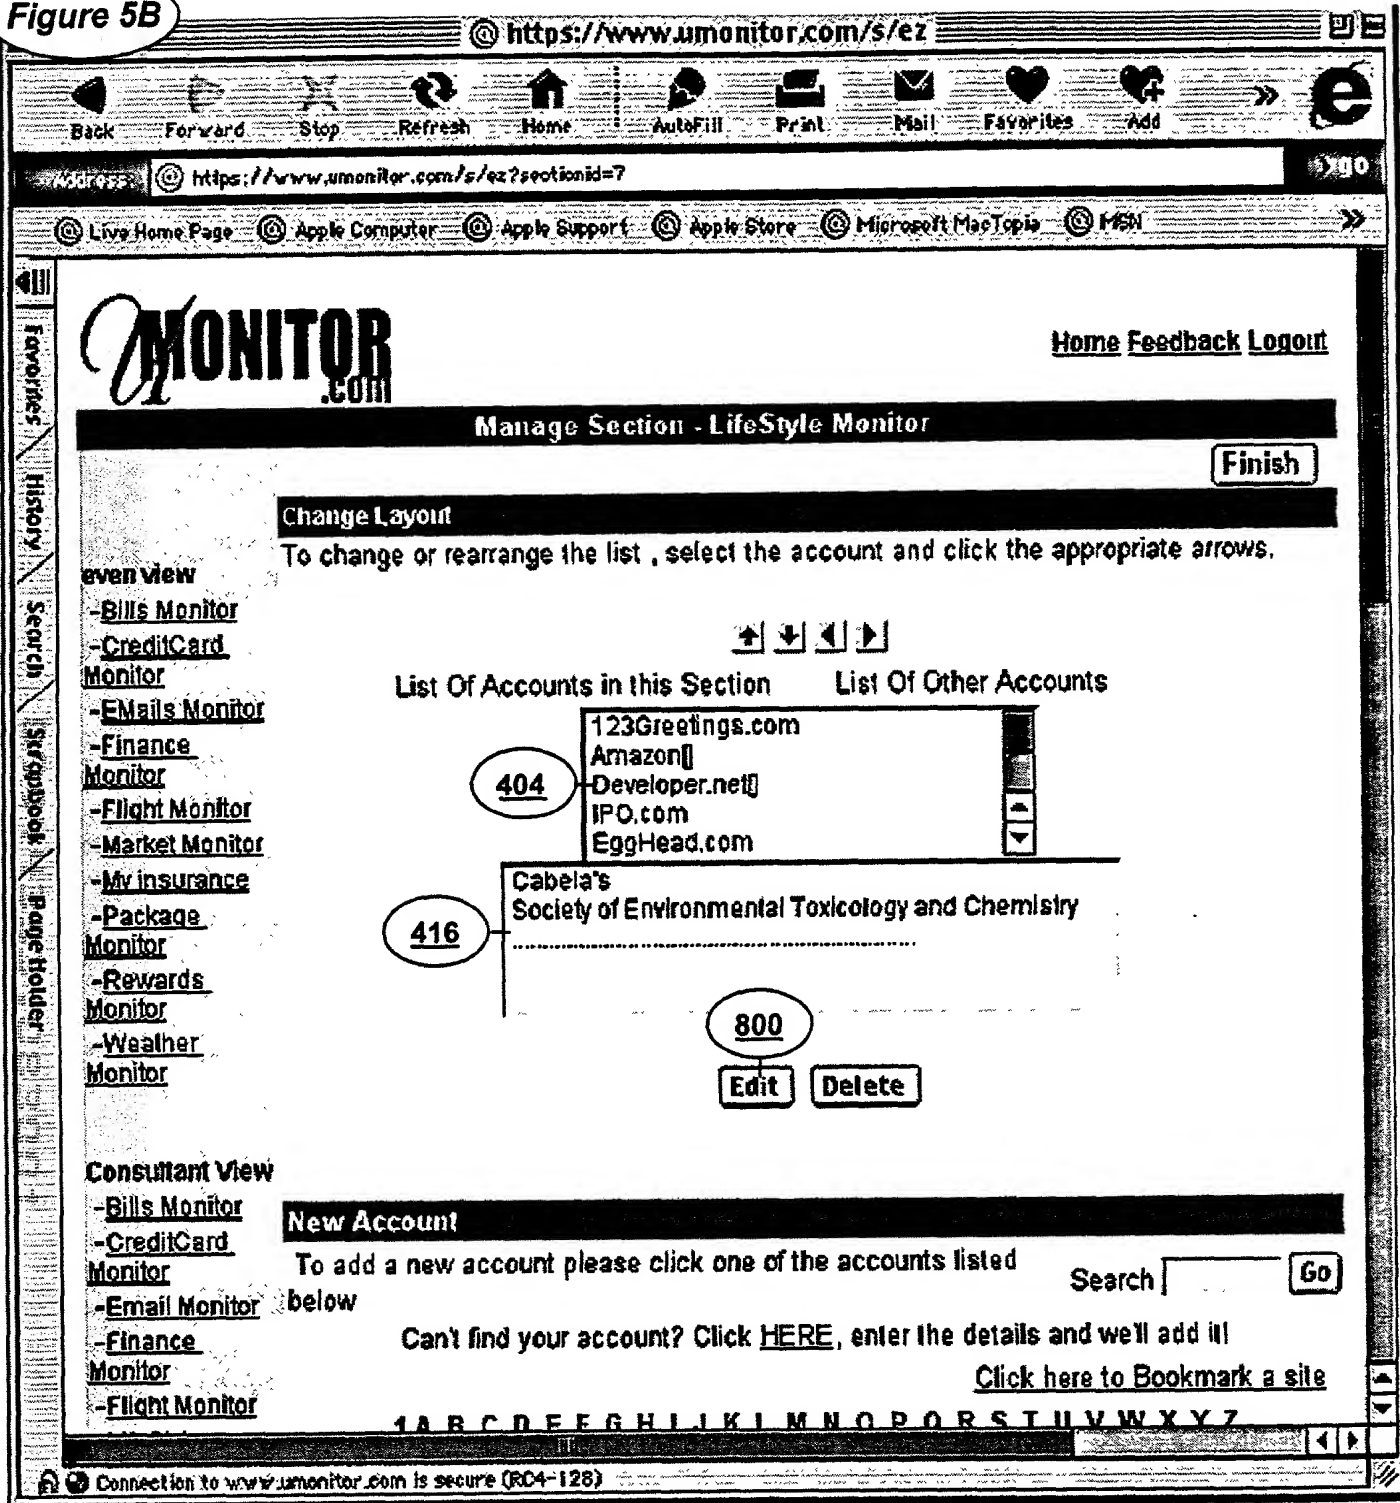 Figure 5B
https://www.umonitor.com/s/ez
Back Forward Stop Refresh Home AutoFill Print Mail Favorites Add
Address https://www.umonitor.com/s/ez?sectionid=7 go
Live Home Page Apple Computer Apple Support Apple Store Microsoft MacTopia MSN
Favorites
History
Search
Scrapbook
Page Holder
UMONITOR
.com
Home Feedback Logout
Manage Section - LifeStyle Monitor
Finish
Change Layout
To change or rearrange the list , select the account and click the appropriate arrows.
even view
-Bills Monitor
-CreditCard
Monitor
-EMails Monitor
-Finance
Monitor
-Flight Monitor
-Market Monitor
-My insurance
-Package
Monitor
-Rewards
Monitor
-Weather
Monitor
List Of Accounts in this Section List Of Other Accounts
123Greetings.com
Amazon[]
404
Developer.net[]
IPO.com
EggHead.com
Cabela's
Society of Environmental Toxicology and Chemistry
416
800
Edit Delete
Consultant View
-Bills Monitor
-CreditCard
Monitor
-Email Monitor
-Finance
Monitor
-Flight Monitor
New Account
To add a new account please click one of the accounts listed
below
Search Go
Can't find your account? Click HERE, enter the details and we'll add it!
Click here to Bookmark a site
1 A B C D E F G H I J K L M N O P Q R S T U V W X Y Z
Connection to www.umonitor.com is secure (RC4-128)